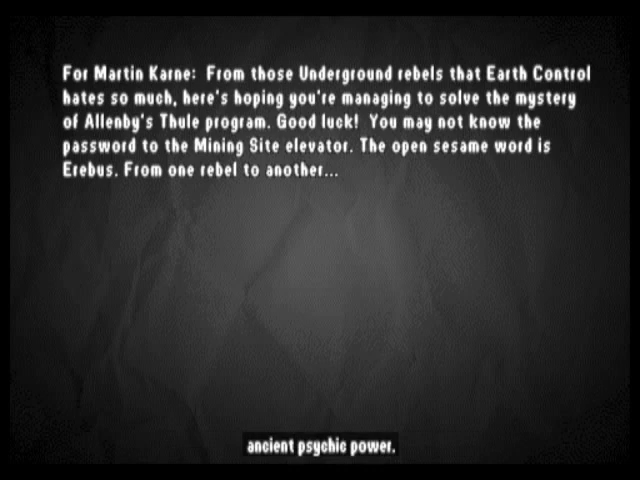 For Martin Karne:  From those Underground rebels that Earth Control
hates so much, here's hoping you're managing to solve the mystery
of Allenby's Thule program. Good luck!  You may not know the
password to the Mining Site elevator. The open sesame word is
Erebus. From one rebel to another...
ancient psychic power.